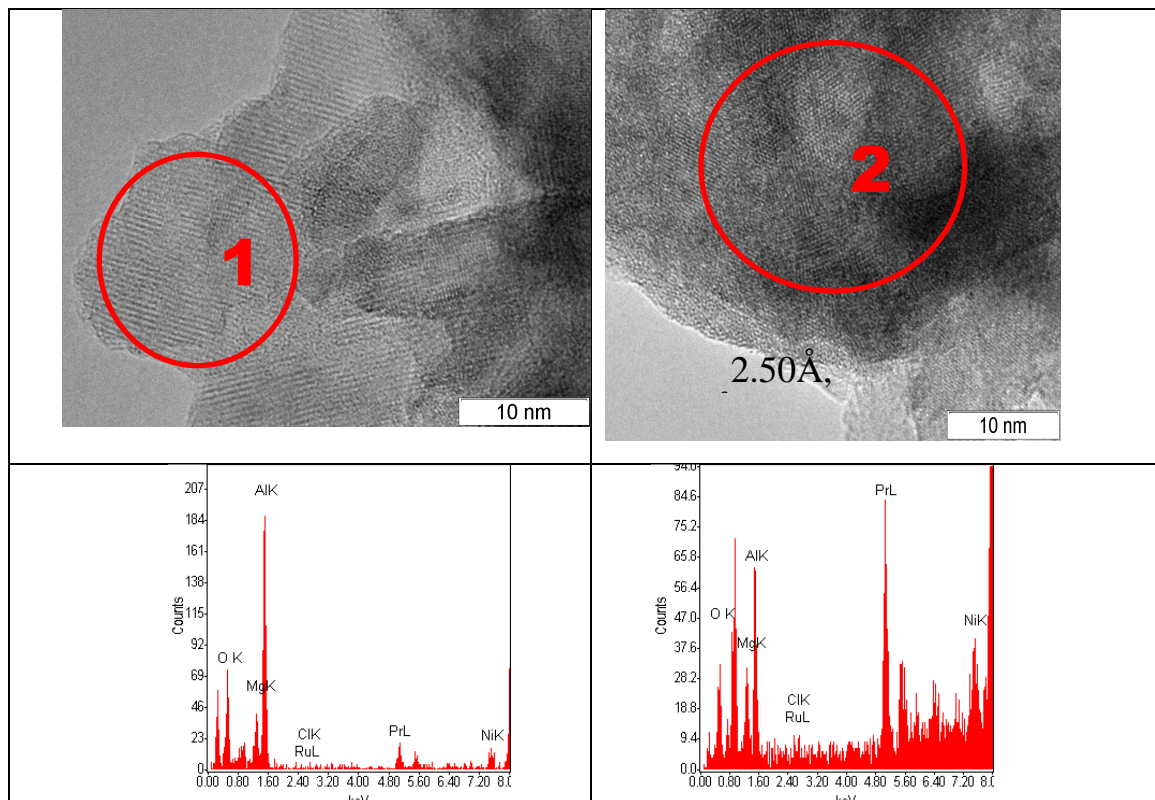 1
10 nm
2
2.50Å,
10 nm
207
184
161
138
115
92
69
46
23
0
Counts
AlK
O K
MgK
ClK
RuL
PrL
NiK
0.00 0.80 1.60 2.40 3.20 4.00 4.80 5.60 6.40 7.20 8.0
keV
94.0
84.6
75.2
65.8
56.4
47.0
37.6
28.2
18.8
9.4
0.0
Counts
PrL
AlK
O K
MgK
NiK
ClK
RuL
0.00 0.80 1.60 2.40 3.20 4.00 4.80 5.60 6.40 7.20 8.0
keV